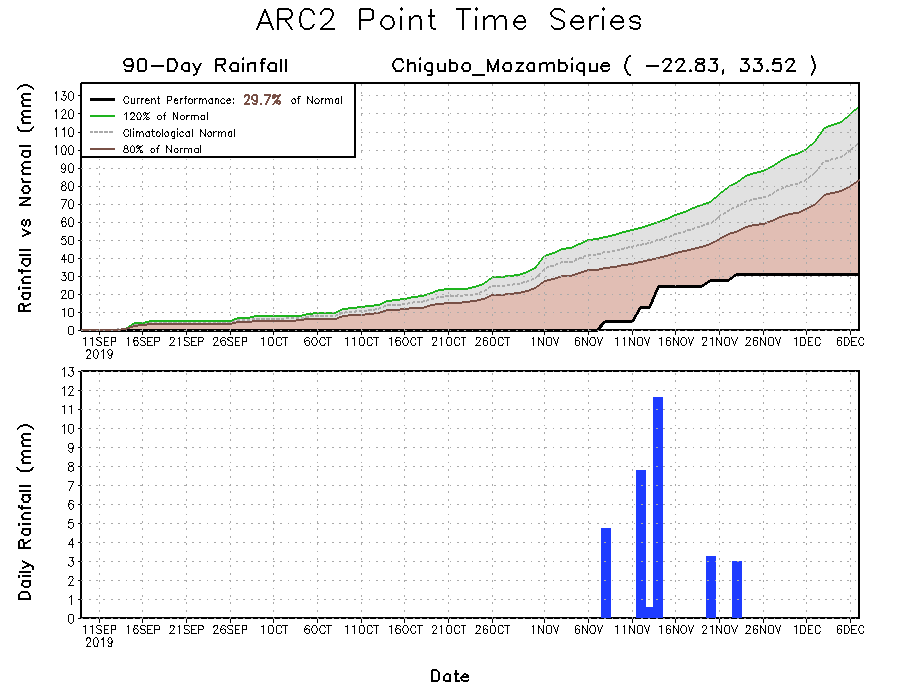 ARC2 Point Time Series
90-Day Rainfall
Chigubo_Mazambique ( -22.83, 33.52 )
Rainfall vs Normal (mm)
Current Performance: 29.7% of Normal
120% of Normal
Climatological Normal
80% of Normal
130
120
110
100
90
80
70
60
50
40
30
20
10
0
11SEP 16SEP 21SEP 26SEP 1OCT 6OCT 11OCT 16OCT 21OCT 26OCT 1NOV 6NOV 11NOV 16NOV 21NOV 26NOV 1DEC 6DEC
2019
Daily Rainfall (mm)
13
12
11
10
9
8
7
6
5
4
3
2
1
0
11SEP 16SEP 21SEP 26SEP 1OCT 6OCT 11OCT 16OCT 21OCT 26OCT 1NOV 6NOV 11NOV 16NOV 21NOV 26NOV 1DEC 6DEC
2019
Date